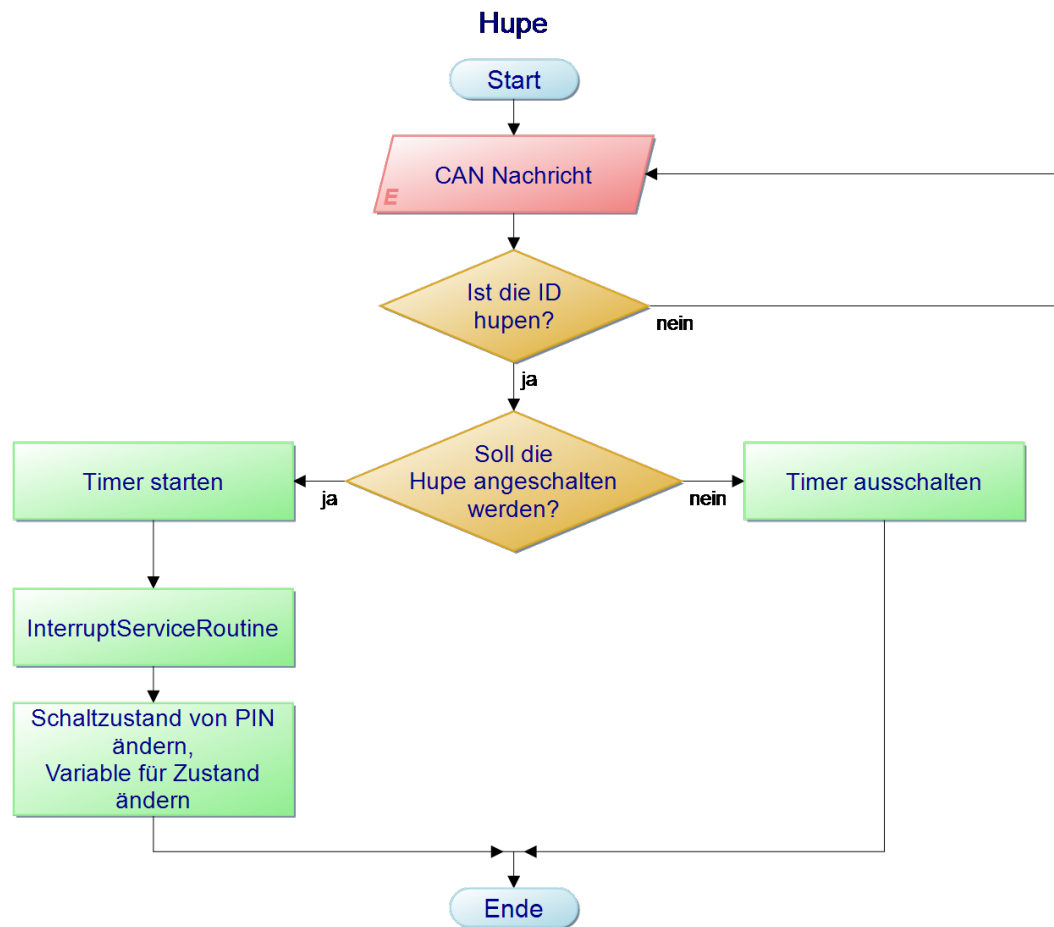 Hupe
Start
CAN Nachricht
E
Ist die ID
hupen?
nein
ja
Soll die
Hupe angeschalten
werden?
ja
nein
Timer starten
Timer ausschalten
InterruptServiceRoutine
Schaltzustand von PIN
ändern,
Variable für Zustand
ändern
Ende